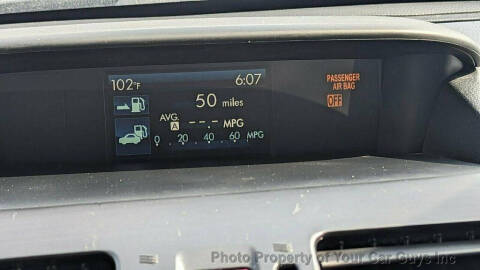 102°F 6:07
50 miles
AVG.
A --- MPG
0 20 40 60 MPG
PASSENGER
AIR BAG
OFF
Photo Property of Your Car Guys Inc